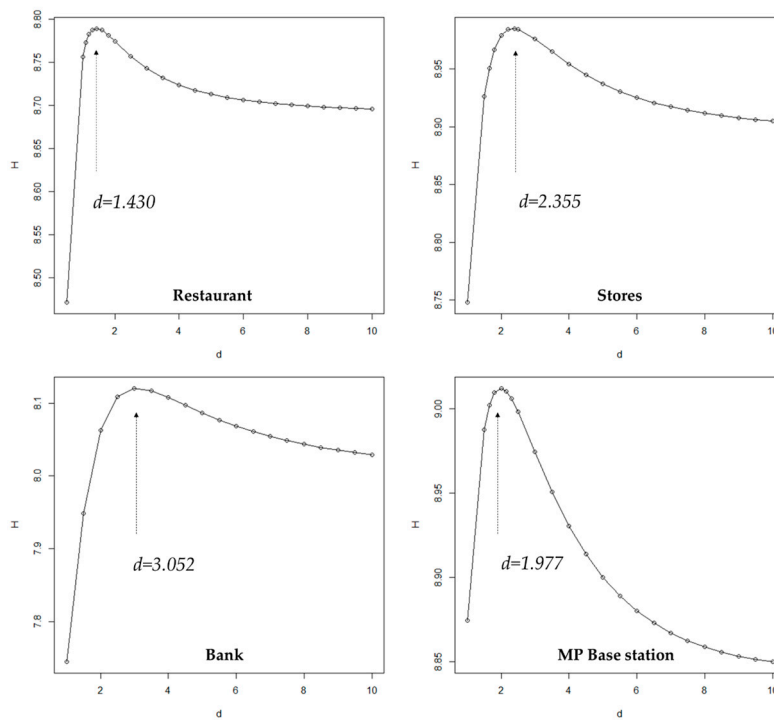 8.80
8.75
8.70
8.65
8.60
8.55
8.50
H
d=1.430
Restaurant
2 4 6 8 10
d
8.95
8.90
8.85
8.80
8.75
H
d=2.355
Stores
2 4 6 8 10
d
8.1
8.0
7.9
7.8
H
d=3.052
Bank
2 4 6 8 10
d
9.00
8.95
8.90
8.85
H
d=1.977
MP Base station
2 4 6 8 10
d